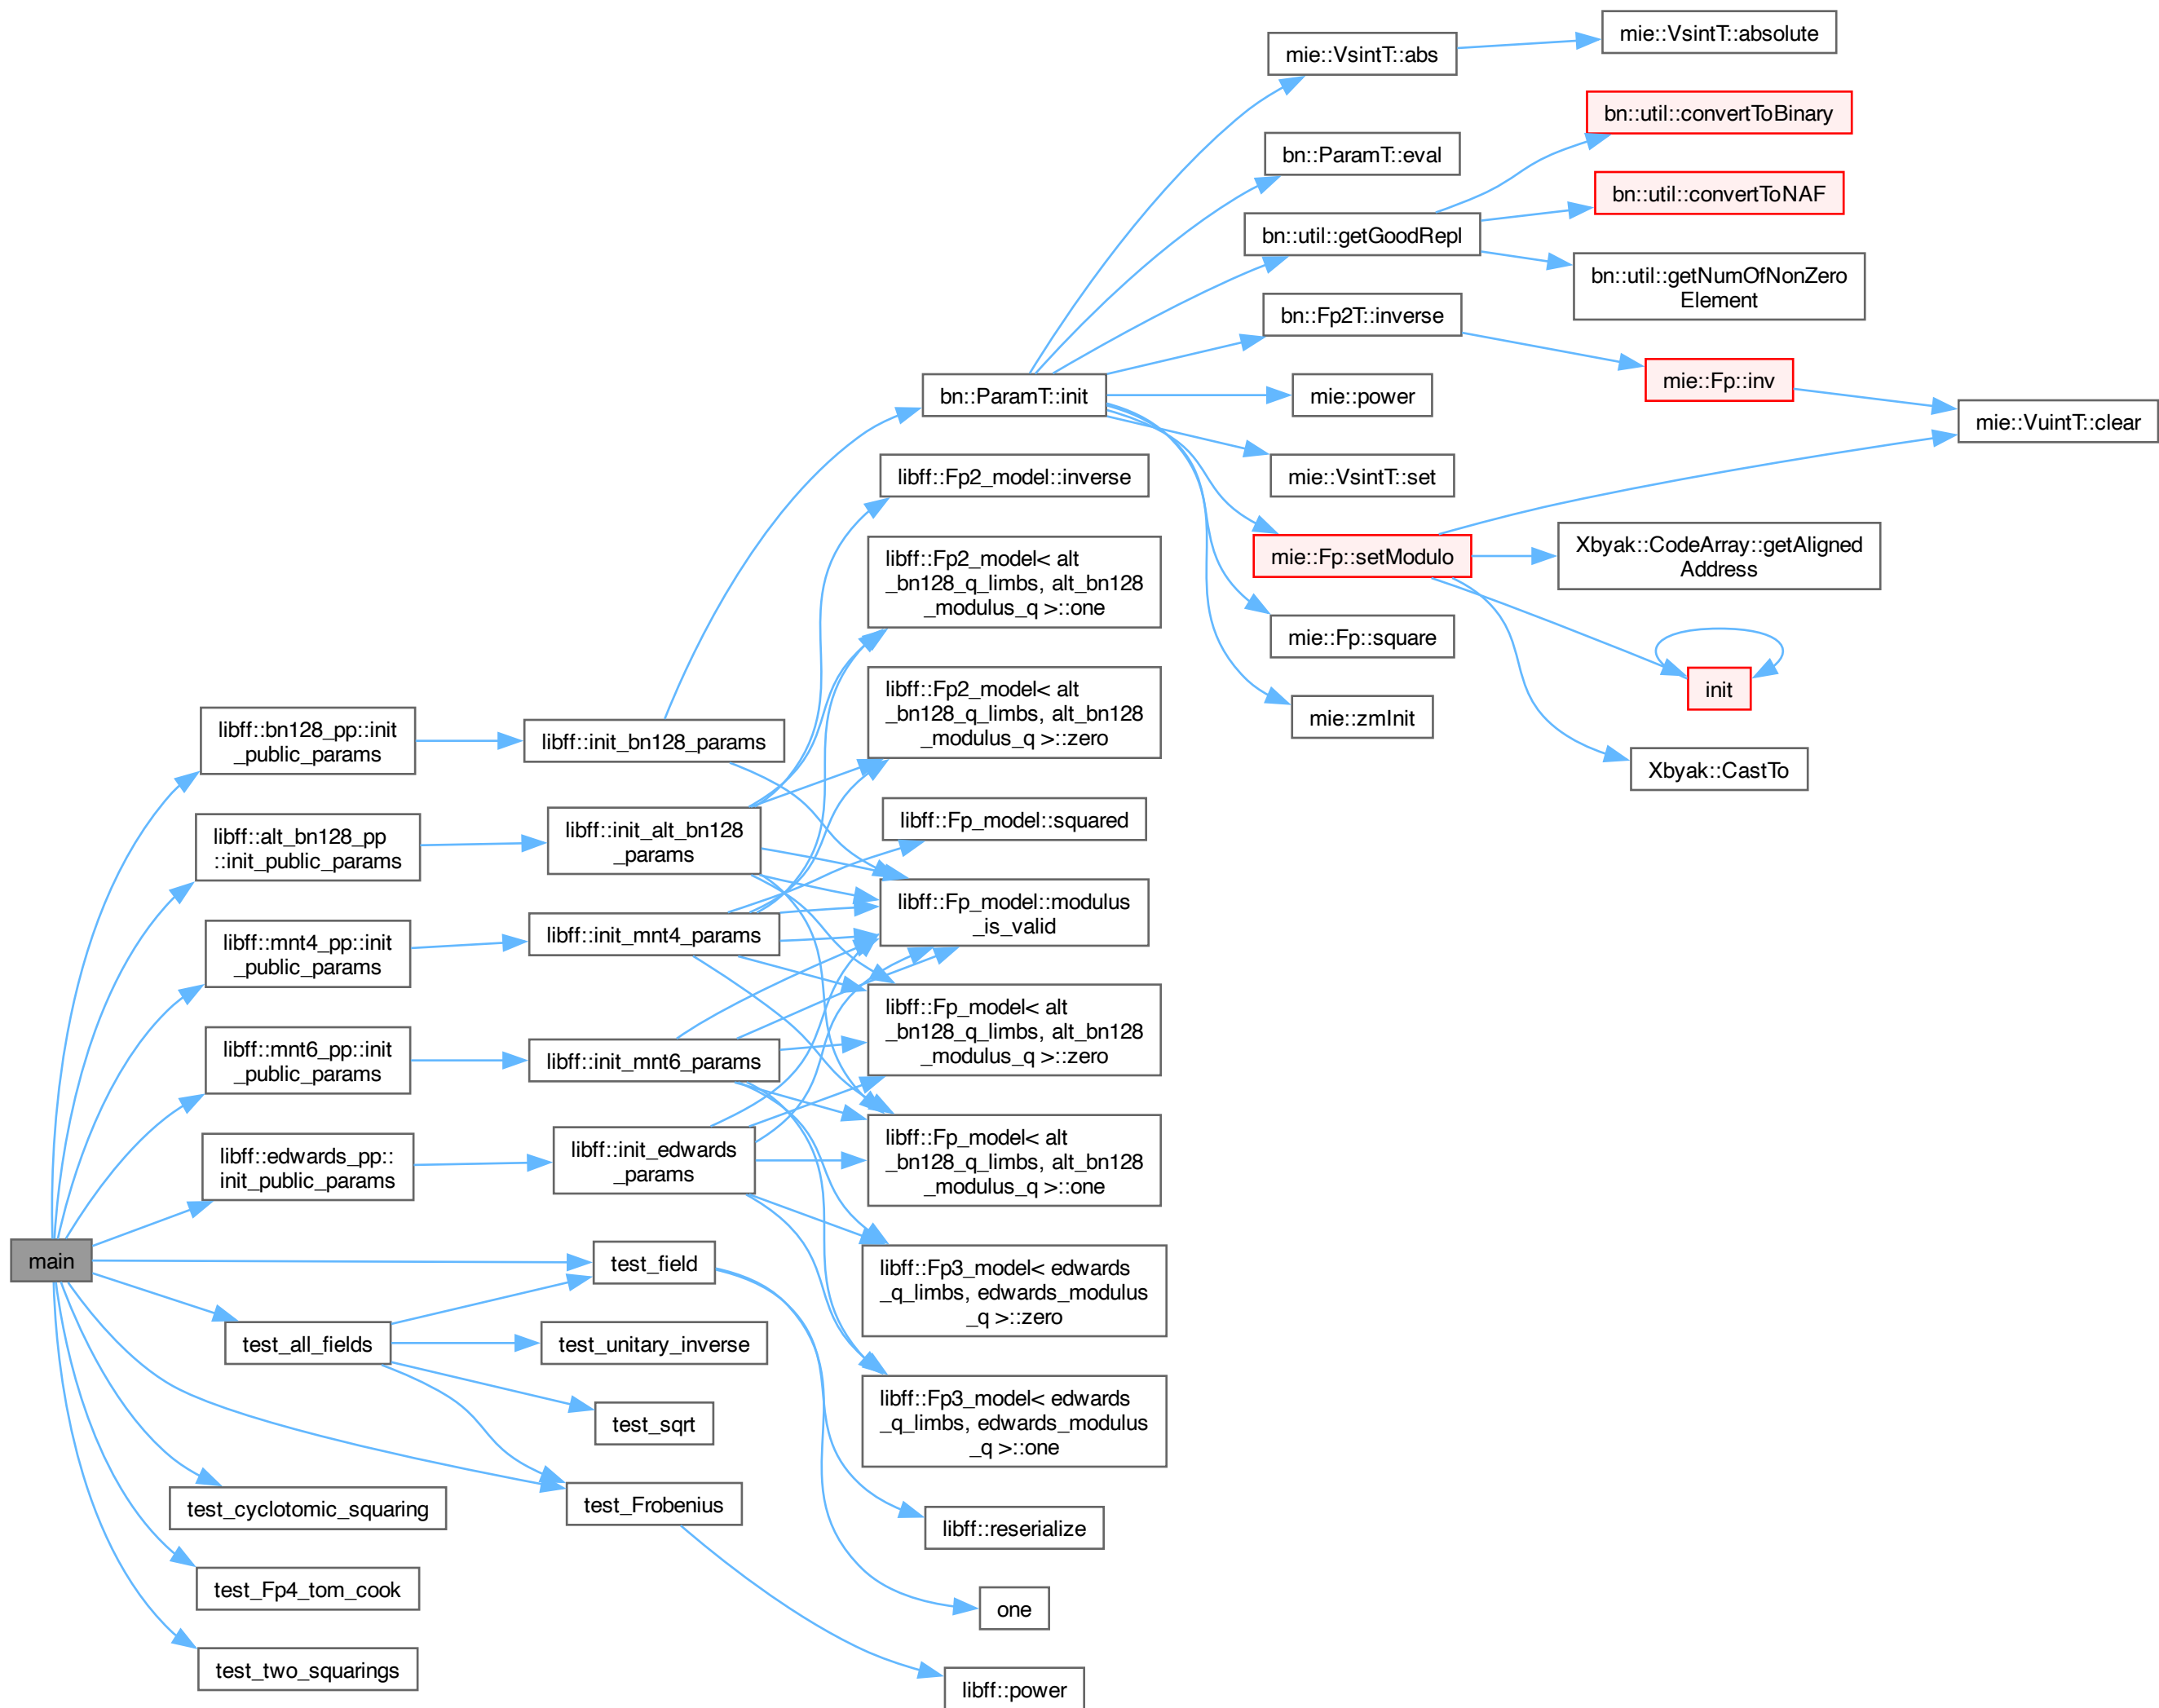 main
libff::bn128_pp::init
_public_params
libff::alt_bn128_pp
::init_public_params
libff::mnt4_pp::init
_public_params
libff::mnt6_pp::init
_public_params
libff::edwards_pp::
init_public_params
test_all_fields
test_cyclotomic_squaring
test_Fp4_tom_cook
test_two_squarings
libff::init_bn128_params
libff::init_alt_bn128
_params
libff::init_mnt4_params
libff::init_mnt6_params
libff::init_edwards
_params
test_field
test_unitary_inverse
test_sqrt
test_Frobenius
bn::ParamT::init
libff::Fp2_model::inverse
libff::Fp2_model< alt
_bn128_q_limbs, alt_bn128
_modulus_q >::one
libff::Fp2_model< alt
_bn128_q_limbs, alt_bn128
_modulus_q >::zero
libff::Fp_model::squared
libff::Fp_model::modulus
_is_valid
libff::Fp_model< alt
_bn128_q_limbs, alt_bn128
_modulus_q >::zero
libff::Fp_model< alt
_bn128_q_limbs, alt_bn128
_modulus_q >::one
libff::Fp3_model< edwards
_q_limbs, edwards_modulus
_q >::zero
libff::Fp3_model< edwards
_q_limbs, edwards_modulus
_q >::one
libff::reserialize
one
libff::power
mie::VsintT::abs
bn::ParamT::eval
bn::util::getGoodRepl
bn::Fp2T::inverse
mie::power
mie::VsintT::set
mie::Fp::setModulo
mie::Fp::square
mie::zmInit
mie::VsintT::absolute
bn::util::convertToBinary
bn::util::convertToNAF
bn::util::getNumOfNonZero
Element
mie::Fp::inv
Xbyak::CodeArray::getAligned
Address
init
Xbyak::CastTo
mie::VuintT::clear